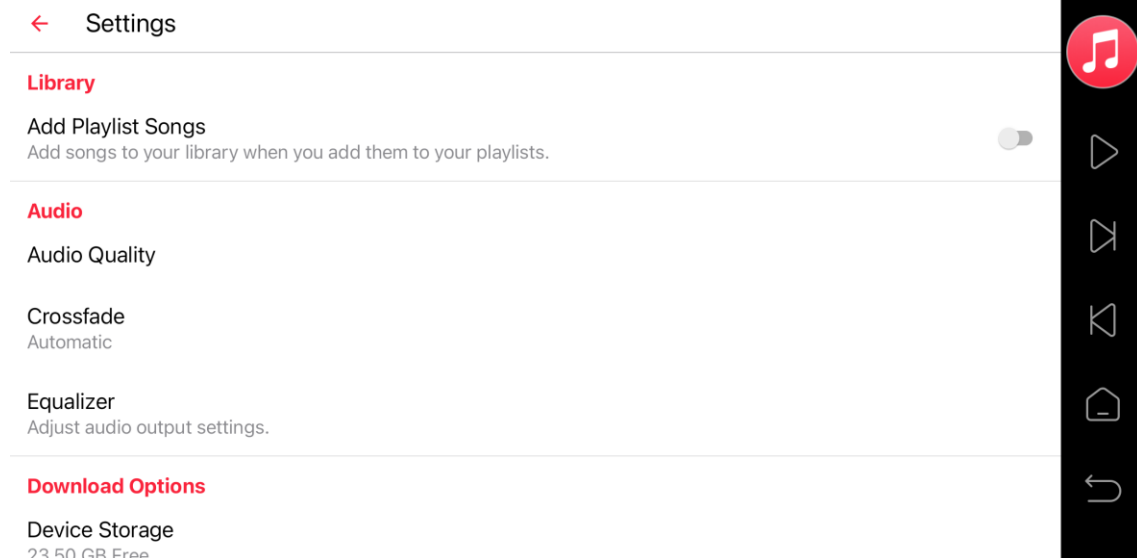 Settings
Library
Add Playlist Songs
Add songs to your library when you add them to your playlists.
Audio
Audio Quality
Crossfade
Automatic
Equalizer
Adjust audio output settings.
Download Options
Device Storage
23.50 GB Free